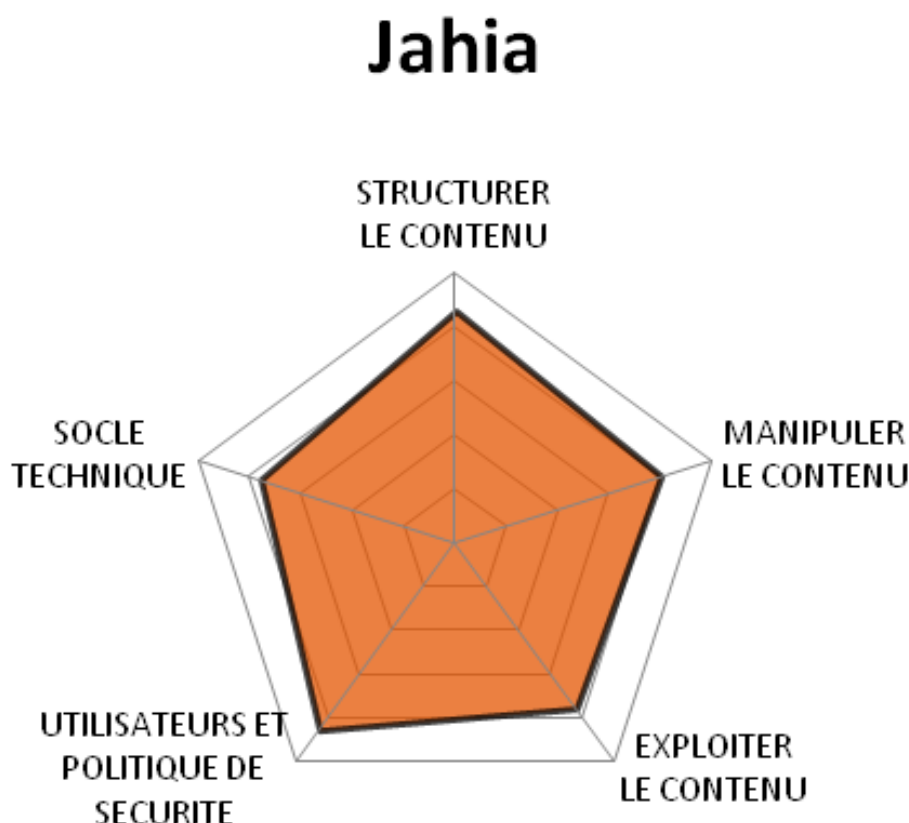 Jahia
STRUCTURER
LE CONTENU
MANIPULER
LE CONTENU
EXPLOITER
LE CONTENU
UTILISATEURS ET
POLITIQUE DE
SECURITE
SOCLE
TECHNIQUE